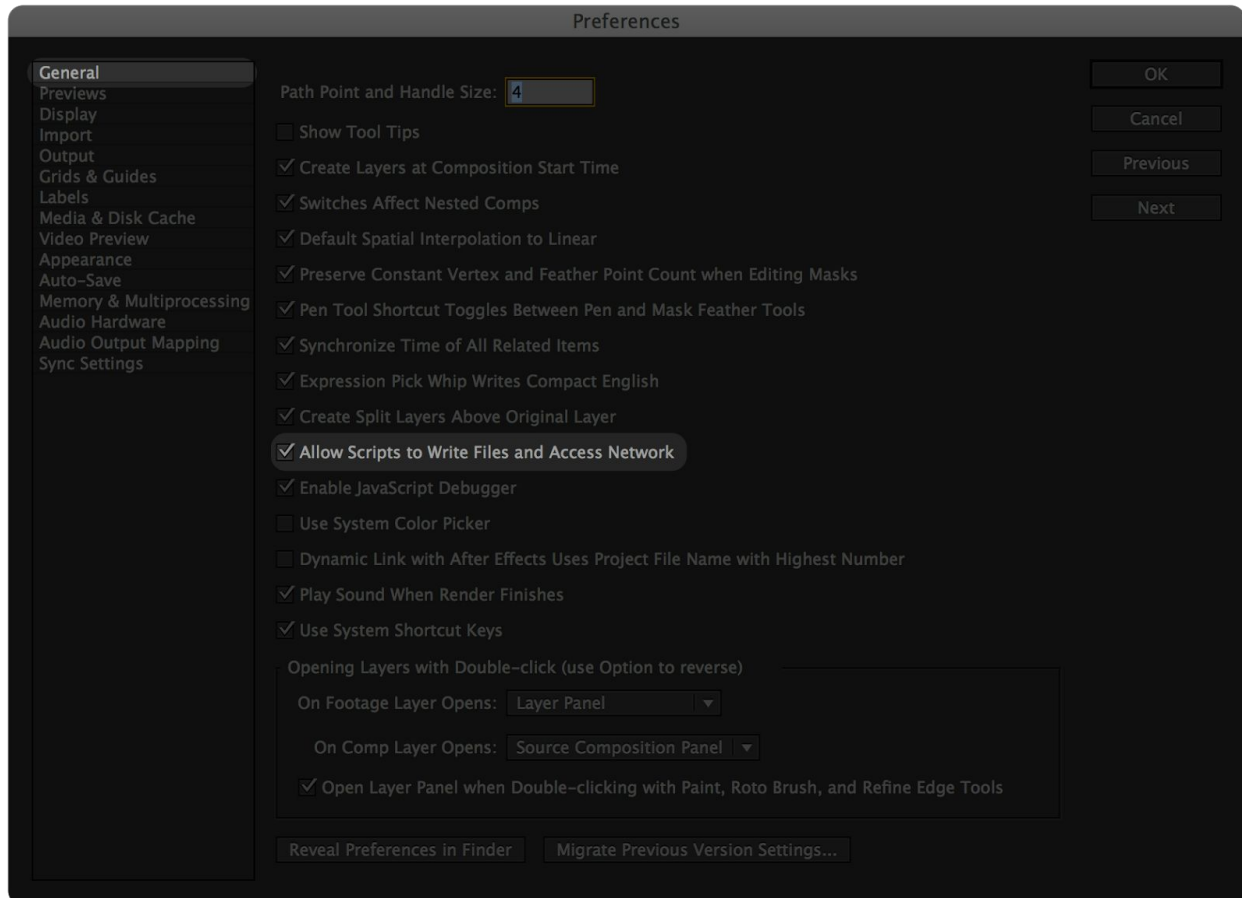 Preferences
General
Previews
Display
Import
Output
Grids & Guides
Labels
Media & Disk Cache
Video Preview
Appearance
Auto-Save
Memory & Multiprocessing
Audio Hardware
Audio Output Mapping
Sync Settings
Path Point and Handle Size: 4
Show Tool Tips
Create Layers at Composition Start Time
Switches Affect Nested Comps
Default Spatial Interpolation to Linear
Preserve Constant Vertex and Feather Point Count when Editing Masks
Pen Tool Shortcut Toggles Between Pen and Mask Feather Tools
Synchronize Time of All Related Items
Expression Pick Whip Writes Compact English
Create Split Layers Above Original Layer
Allow Scripts to Write Files and Access Network
Enable JavaScript Debugger
Use System Color Picker
Dynamic Link with After Effects Uses Project File Name with Highest Number
Play Sound When Render Finishes
Use System Shortcut Keys
Opening Layers with Double-click (use Option to reverse)
On Footage Layer Opens: Layer Panel
On Comp Layer Opens: Source Composition Panel
Open Layer Panel when Double-clicking with Paint, Roto Brush, and Refine Edge Tools
Reveal Preferences in Finder
Migrate Previous Version Settings...
OK
Cancel
Previous
Next